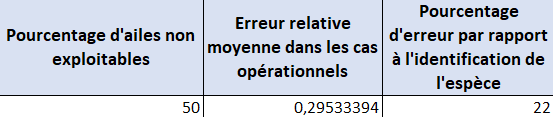 Pourcentage d'ailes non
exploitables
Erreur relative
moyenne dans les cas
opérationnels
Pourcentage
d'erreur par rapport
à l'identification de
l'espèce
50
0,29533394
22